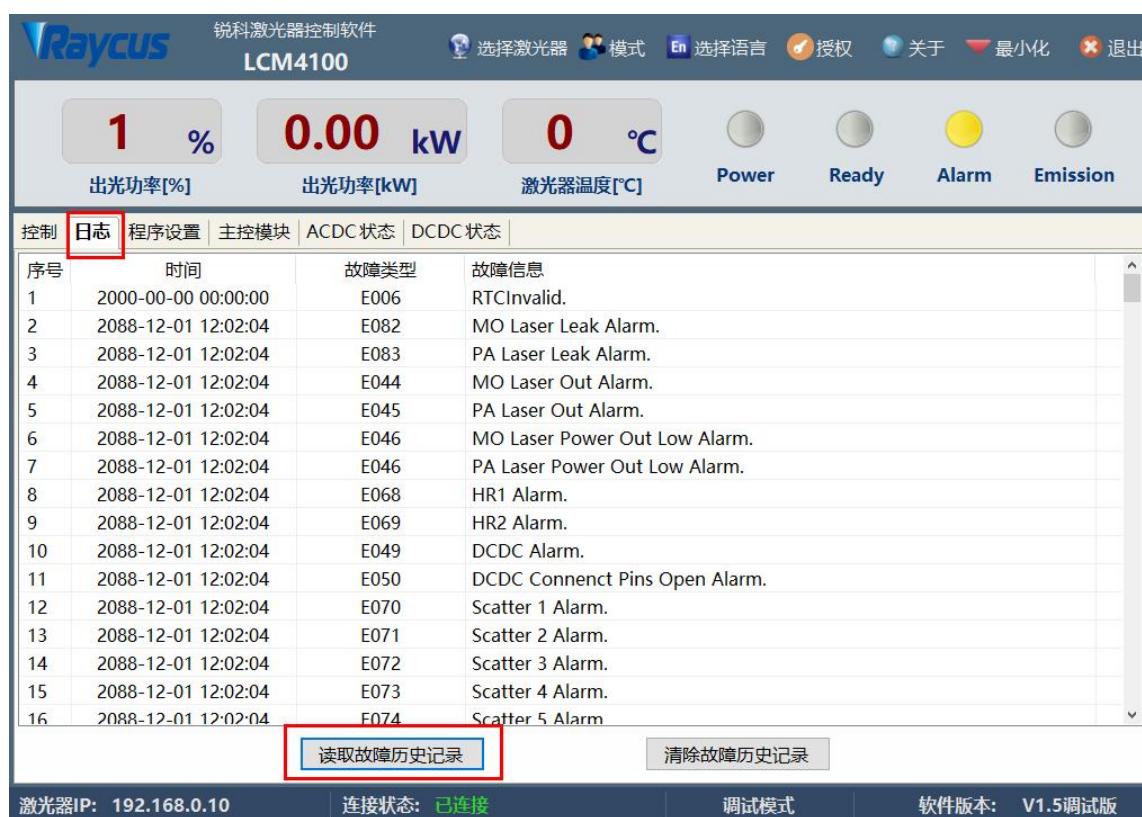 Raycus
锐科激光器控制软件
LCM4100
选择激光器 模式 En 选择语言 授权 关于 最小化 退出
1 % 0.00 kW 0 ℃
出光功率[%] 出光功率[kW] 激光器温度[℃] Power Ready Alarm Emission
控制 日志 程序设置 主控模块 ACDC状态 DCDC状态
序号 时间 故障类型 故障信息
1 2000-00-00 00:00:00 E006 RTCInvalid.
2 2088-12-01 12:02:04 E082 MO Laser Leak Alarm.
3 2088-12-01 12:02:04 E083 PA Laser Leak Alarm.
4 2088-12-01 12:02:04 E044 MO Laser Out Alarm.
5 2088-12-01 12:02:04 E045 PA Laser Out Alarm.
6 2088-12-01 12:02:04 E046 MO Laser Power Out Low Alarm.
7 2088-12-01 12:02:04 E046 PA Laser Power Out Low Alarm.
8 2088-12-01 12:02:04 E068 HR1 Alarm.
9 2088-12-01 12:02:04 E069 HR2 Alarm.
10 2088-12-01 12:02:04 E049 DCDC Alarm.
11 2088-12-01 12:02:04 E050 DCDC Connenct Pins Open Alarm.
12 2088-12-01 12:02:04 E070 Scatter 1 Alarm.
13 2088-12-01 12:02:04 E071 Scatter 2 Alarm.
14 2088-12-01 12:02:04 E072 Scatter 3 Alarm.
15 2088-12-01 12:02:04 E073 Scatter 4 Alarm.
16 2088-12-01 12:02:04 E074 Scatter 5 Alarm
读取故障历史记录 清除故障历史记录
激光器IP: 192.168.0.10 连接状态: 已连接 调试模式 软件版本: V1.5调试版